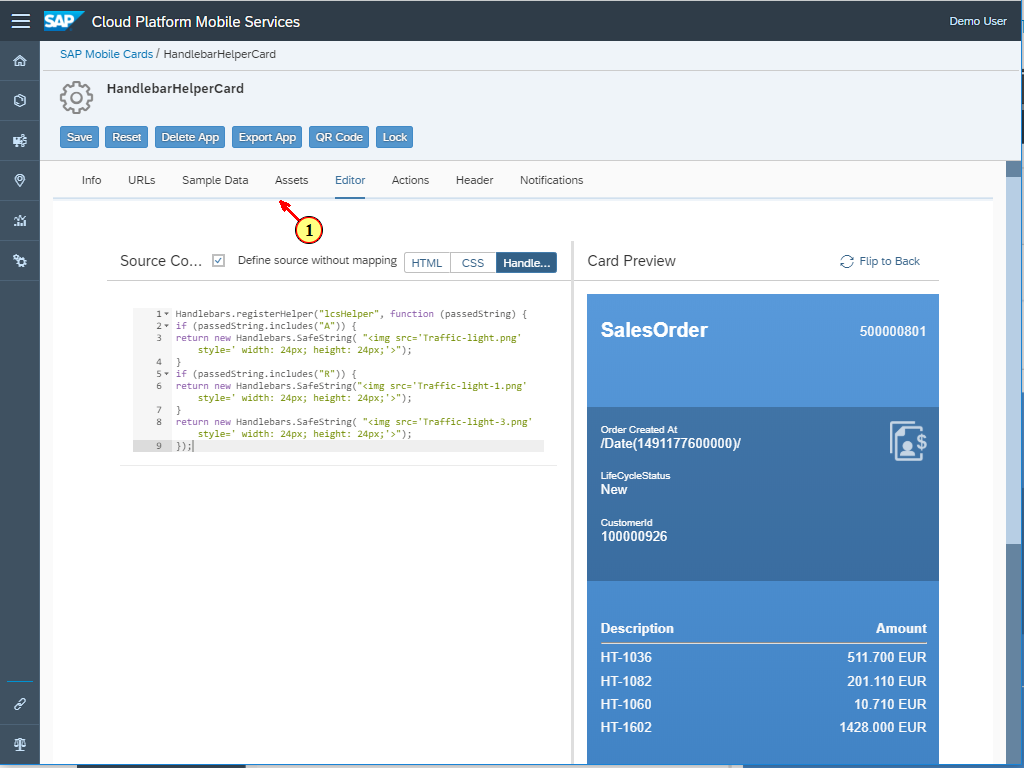 SAP Cloud Platform Mobile Services Demo User
SAP Mobile Cards / HandlebarHelperCard
HandlebarHelperCard
Save Reset Delete App Export App QR Code Lock
Info URLs Sample Data Assets Editor Actions Header Notifications
1
Source Co... Define source without mapping HTML CSS Handle...
1 Handlebars.registerHelper("lcsHelper", function (passedString) {
2 if (passedString.includes("A")) {
3 return new Handlebars.SafeString( "<img src='Traffic-light.png'
style=' width: 24px; height: 24px;'>");
4 }
5 if (passedString.includes("R")) {
6 return new Handlebars.SafeString("<img src='Traffic-light-1.png'
style=' width: 24px; height: 24px;'>");
7 }
8 return new Handlebars.SafeString( "<img src='Traffic-light-3.png'
style=' width: 24px; height: 24px;'>");
9 });
Card Preview Flip to Back
SalesOrder 500000801
Order Created At
/Date(1491177600000)/
$
LifeCycleStatus
New
CustomerId
100000926
Description Amount
HT-1036 511.700 EUR
HT-1082 201.110 EUR
HT-1060 10.710 EUR
HT-1602 1428.000 EUR